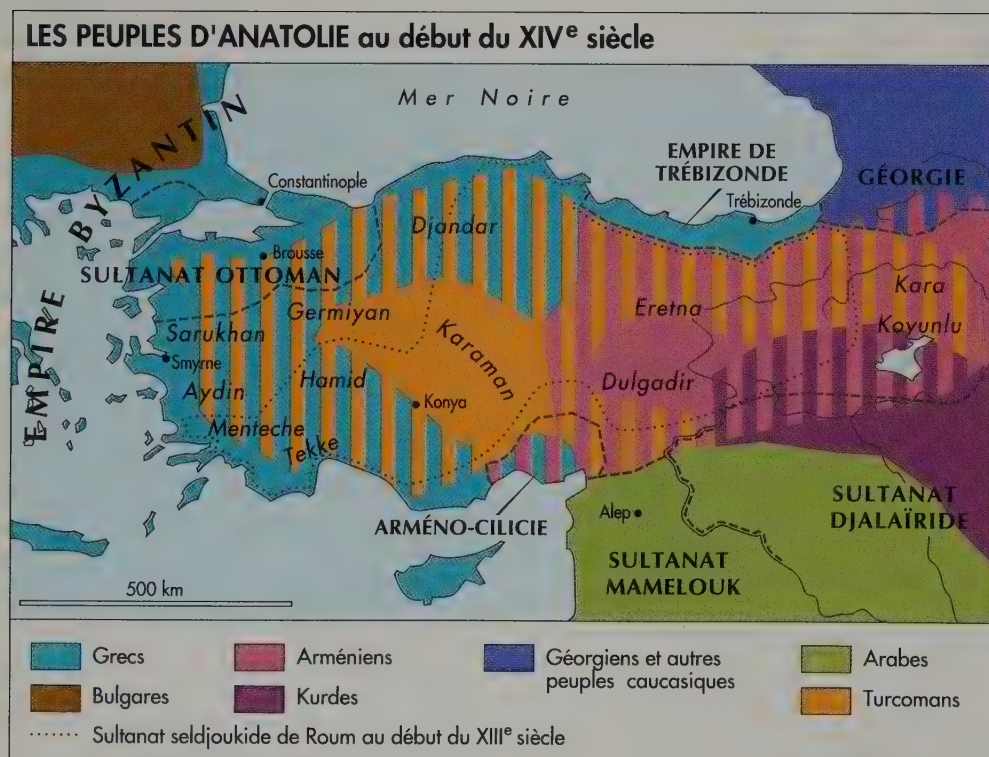 LES PEUPLES D'ANATOLIE au début du XIVe siècle
Mer Noire
EMPIRE BYZANTIN
Constantinople
EMPIRE DE
TRÉBIZONDE
Trébizonde
GÉORGIE
Djandar
Brousse
SULTANAT OTTOMAN
Germiyan
Sarukhan
Smyrne
Aydin
Hamid
Menteche
Tekke
Karaman
Konya
Eretna
Dulgadir
Kara
Koyunlu
ARMÉNO-CILICIE
Alep
SULTANAT
MAMELOUK
SULTANAT
DJALAÏRIDE
500 km
Grecs
Arméniens
Géorgiens et autres
peuples caucasiques
Arabes
Bulgares
Kurdes
Turcomans
Sultanat seldjoukide de Roum au début du XIIIe siècle